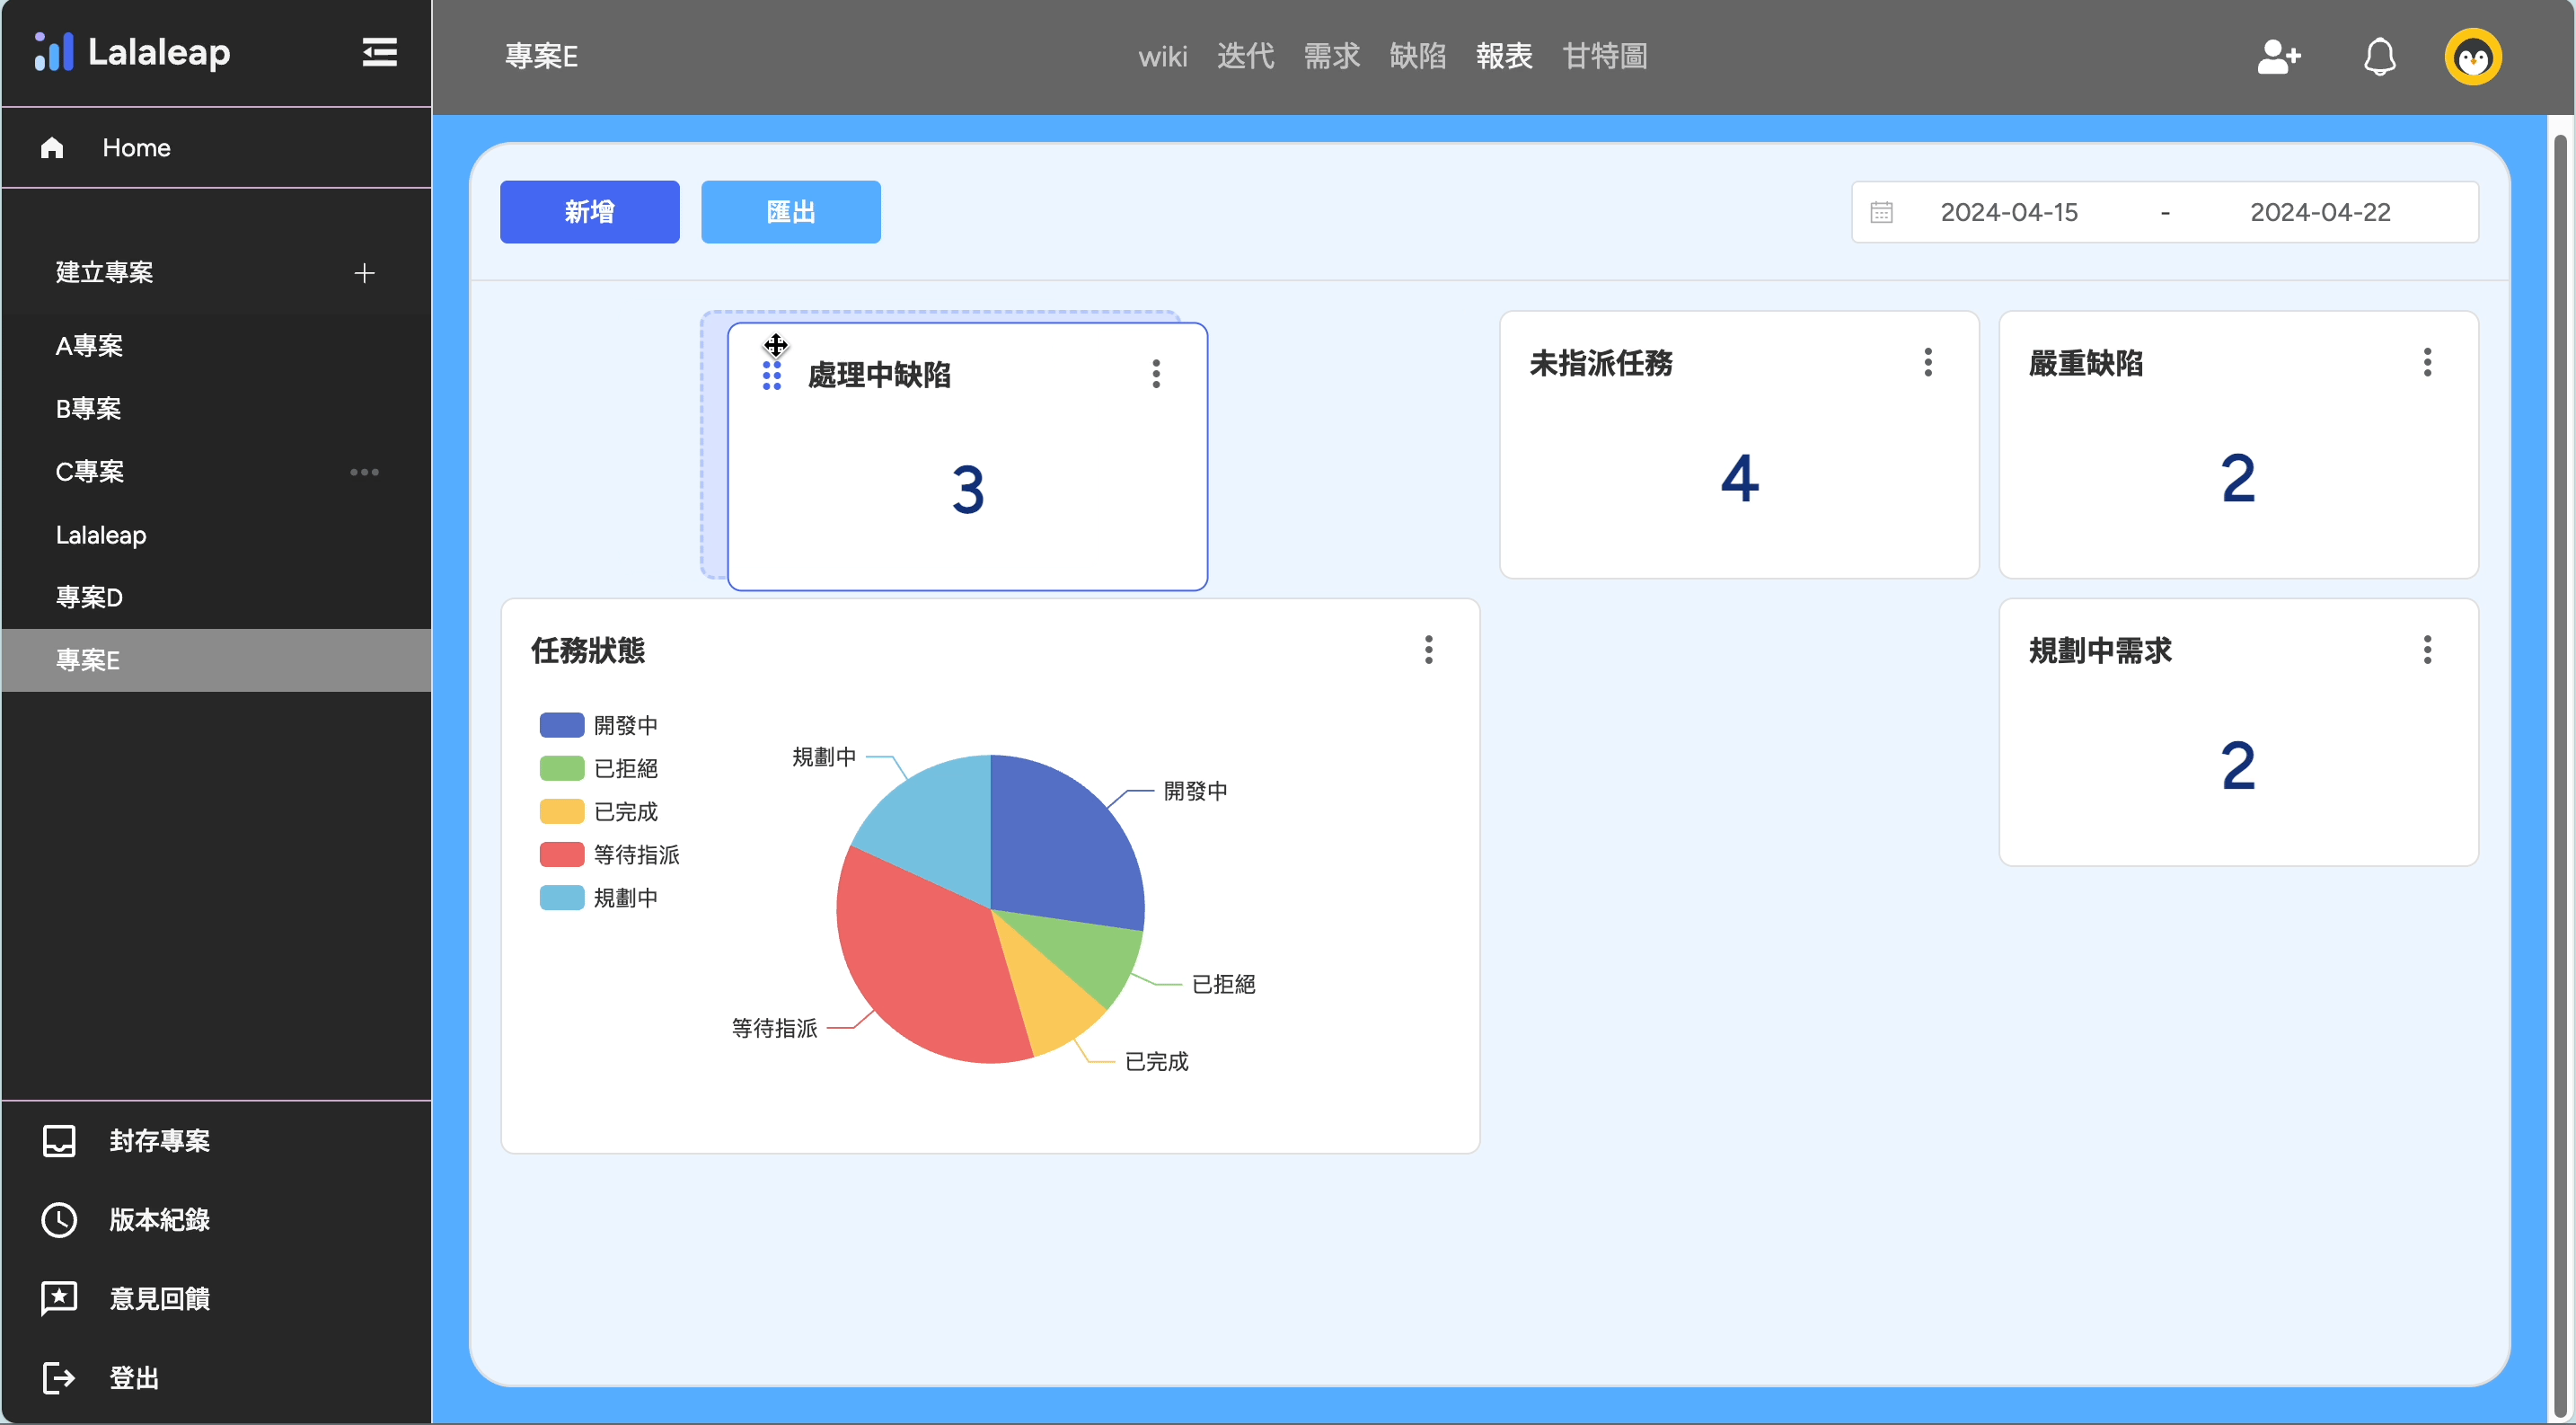 Lalaleap
Home
建立專案
A專案
B專案
C專案
Lalaleap
專案D
專案E
封存專案
版本紀錄
意見回饋
登出
專案E
wiki 迭代 需求 缺陷 報表 甘特圖
新增 匯出
2024-04-15 - 2024-04-22
處理中缺陷
3
未指派任務
4
嚴重缺陷
2
任務狀態
開發中
已拒絕
已完成
等待指派
規劃中
規劃中
開發中
已拒絕
等待指派
已完成
規劃中需求
2